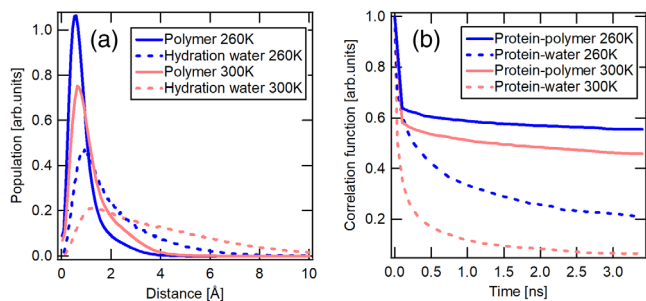 (a)
Polymer 260K
Hydration water 260K
Polymer 300K
Hydration water 300K
Population [arb.units]
1.0
0.8
0.6
0.4
0.2
0.0
0 2 4 6 8 10
Distance [Å]
(b)
Protein-polymer 260K
Protein-water 260K
Protein-polymer 300K
Protein-water 300K
Correlation function [arb.units]
1.0
0.8
0.6
0.4
0.2
0.0 0.5 1.0 1.5 2.0 2.5 3.0
Time [ns]